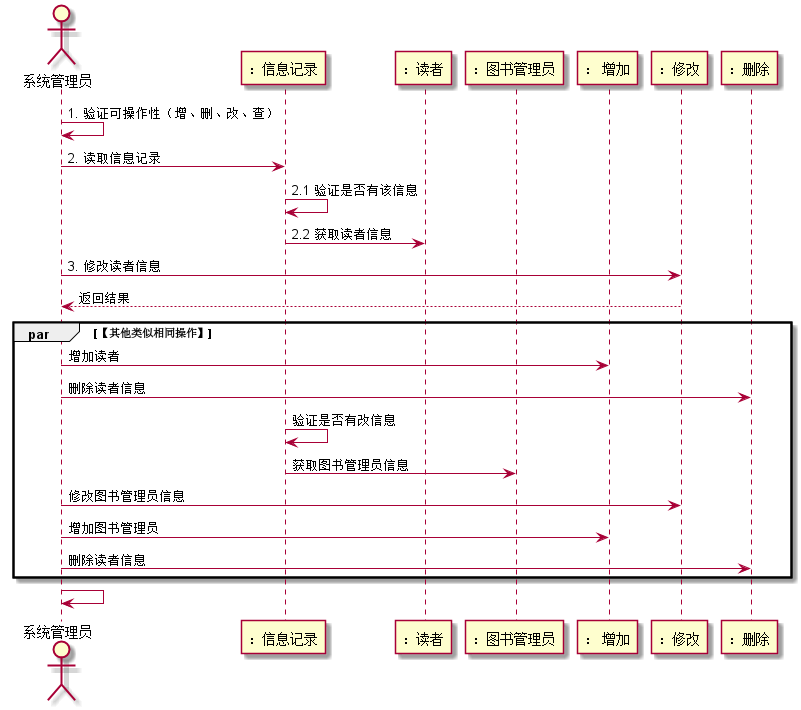 系统管理员
: 信息记录
: 读者
: 图书管理员
: 增加
: 修改
: 删除
1. 验证可操作性（增、删、改、查）
2. 读取信息记录
2.1 验证是否有该信息
2.2 获取读者信息
3. 修改读者信息
返回结果
par [【其他类似相同操作】]
增加读者
删除读者信息
验证是否有改信息
获取图书管理员信息
修改图书管理员信息
增加图书管理员
删除读者信息
系统管理员
: 信息记录
: 读者
: 图书管理员
: 增加
: 修改
: 删除